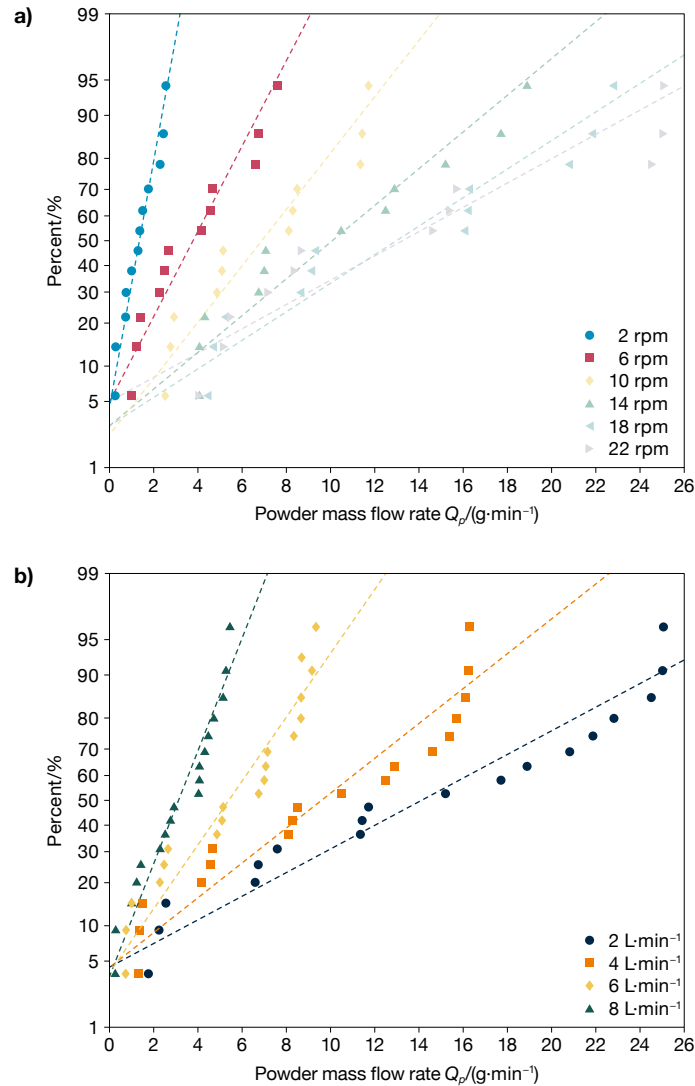 a)
99
95
90
80
70
60
50
40
30
20
10
5
1
Percent/%
0 2 4 6 8 10 12 14 16 18 20 22 24 26
Powder mass flow rate Qₚ/(g·min⁻¹)
2 rpm
6 rpm
10 rpm
14 rpm
18 rpm
22 rpm
b)
99
95
90
80
70
60
50
40
30
20
10
5
1
Percent/%
0 2 4 6 8 10 12 14 16 18 20 22 24 26
Powder mass flow rate Qₚ/(g·min⁻¹)
2 L·min⁻¹
4 L·min⁻¹
6 L·min⁻¹
8 L·min⁻¹